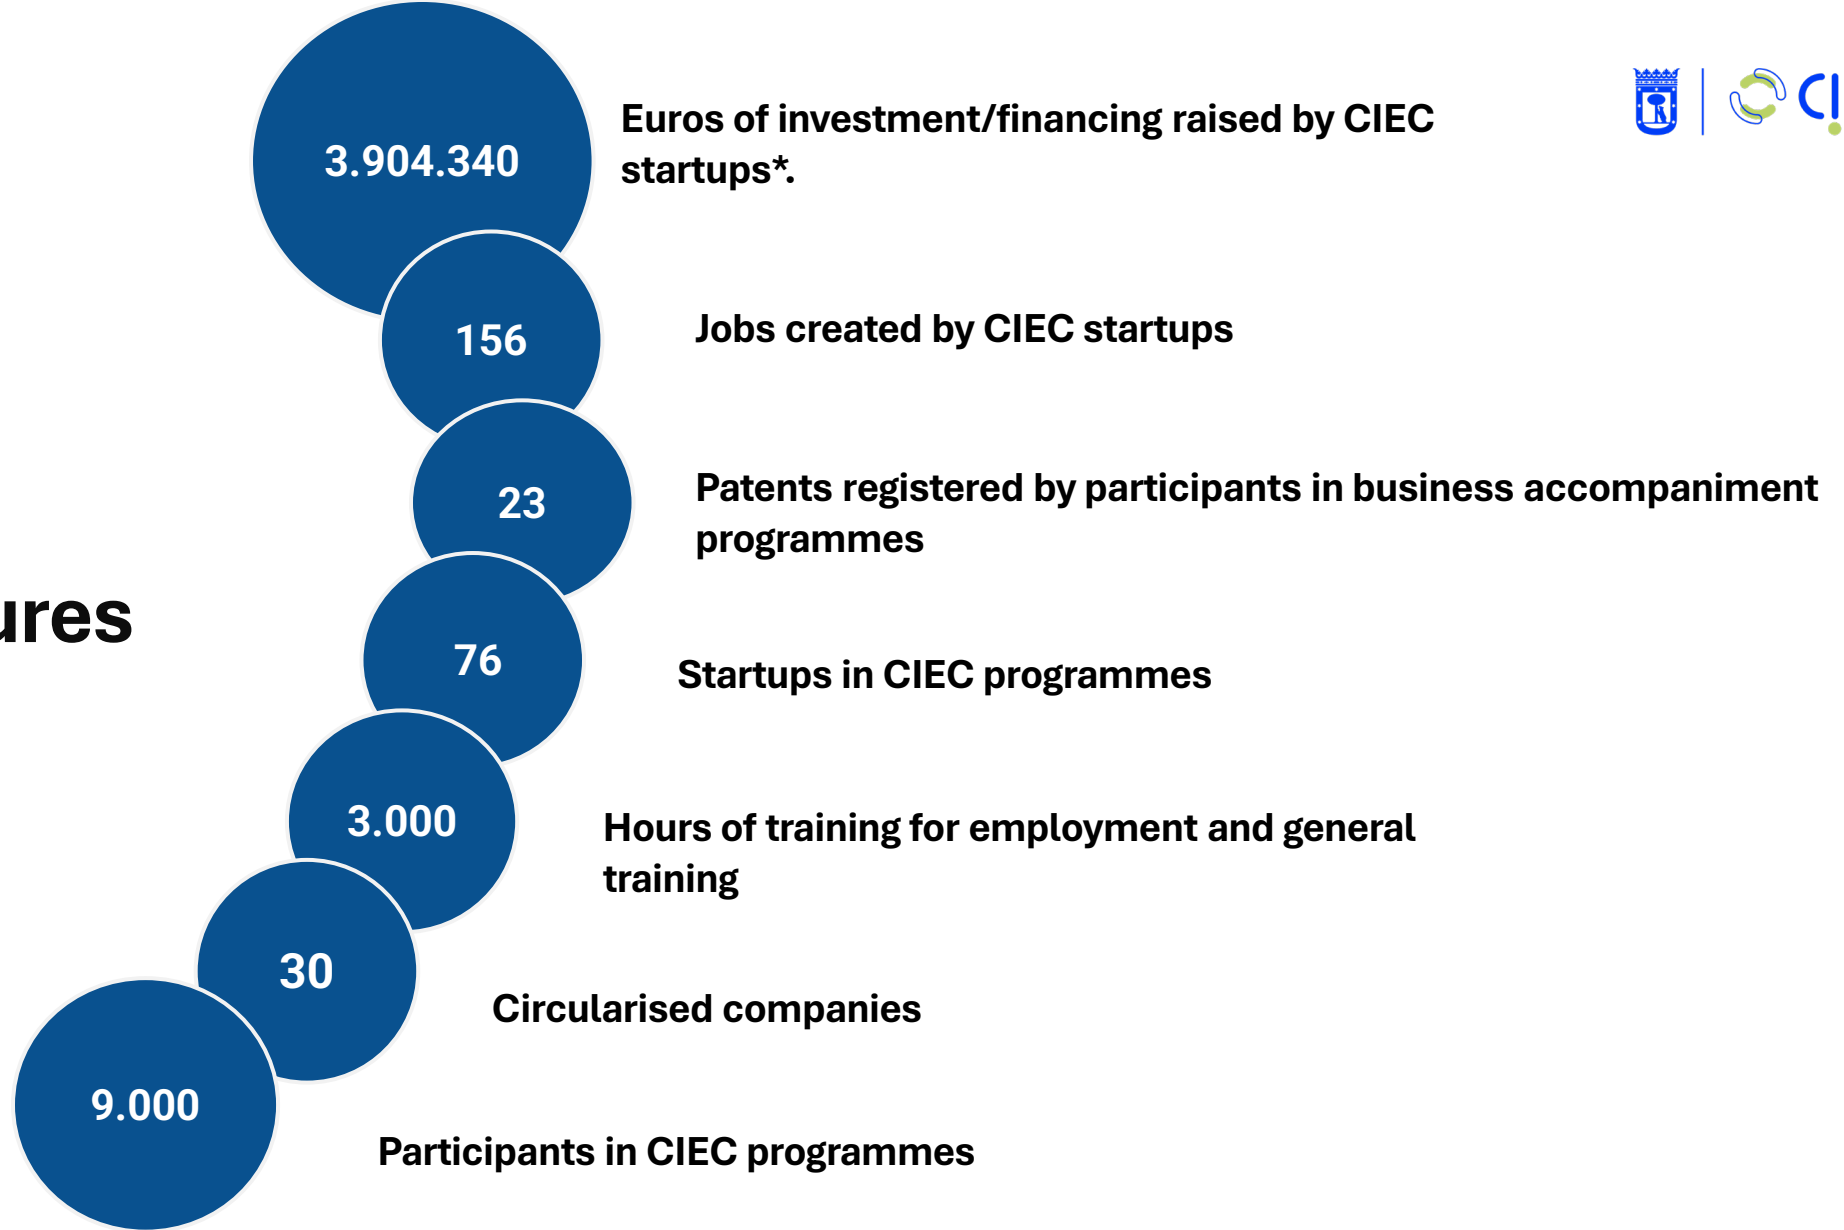 3.904.340
Euros of investment/financing raised by CIEC
startups*.
156
Jobs created by CIEC startups
23
Patents registered by participants in business accompaniment
programmes
ures
76
Startups in CIEC programmes
3.000
Hours of training for employment and general
training
30
Circularised companies
9.000
Participants in CIEC programmes